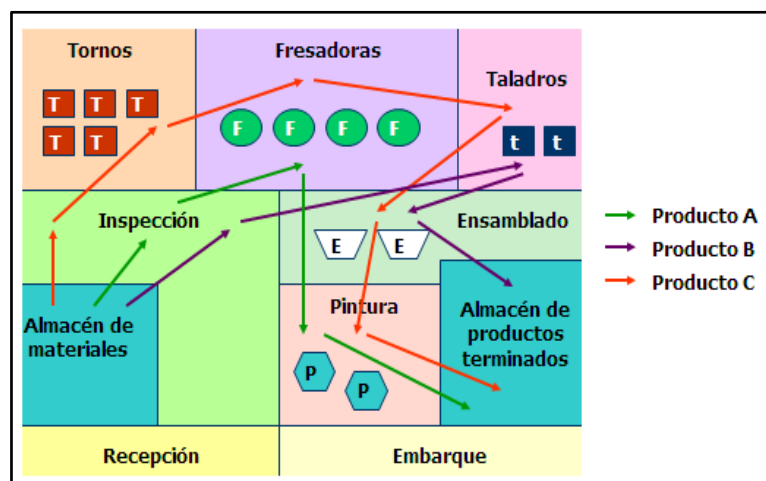 Tornos
Fresadoras
Taladros
T T T
T T
F F F F
t t
Inspección
Ensamblado
E E
Producto A
Producto B
Producto C
Almacén de
materiales
Pintura
P
P
Almacén de
productos
terminados
Recepción
Embarque